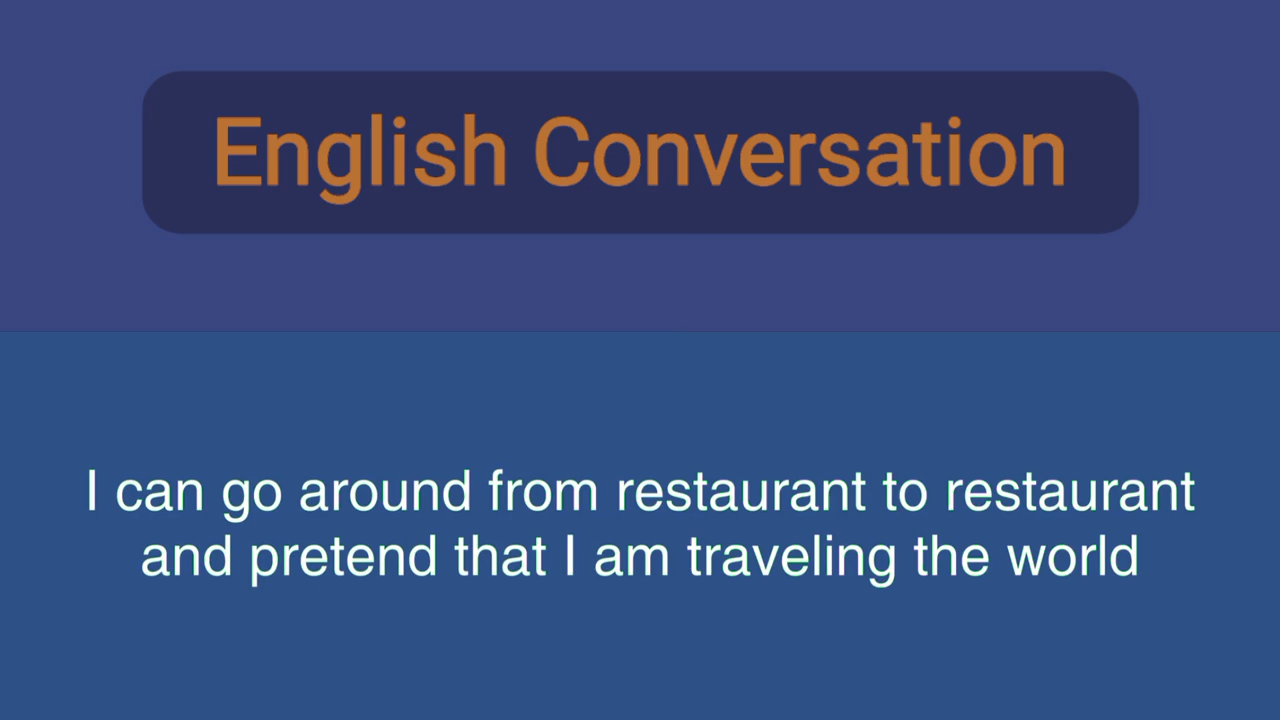 English Conversation
I can go around from restaurant to restaurant
and pretend that I am traveling the world